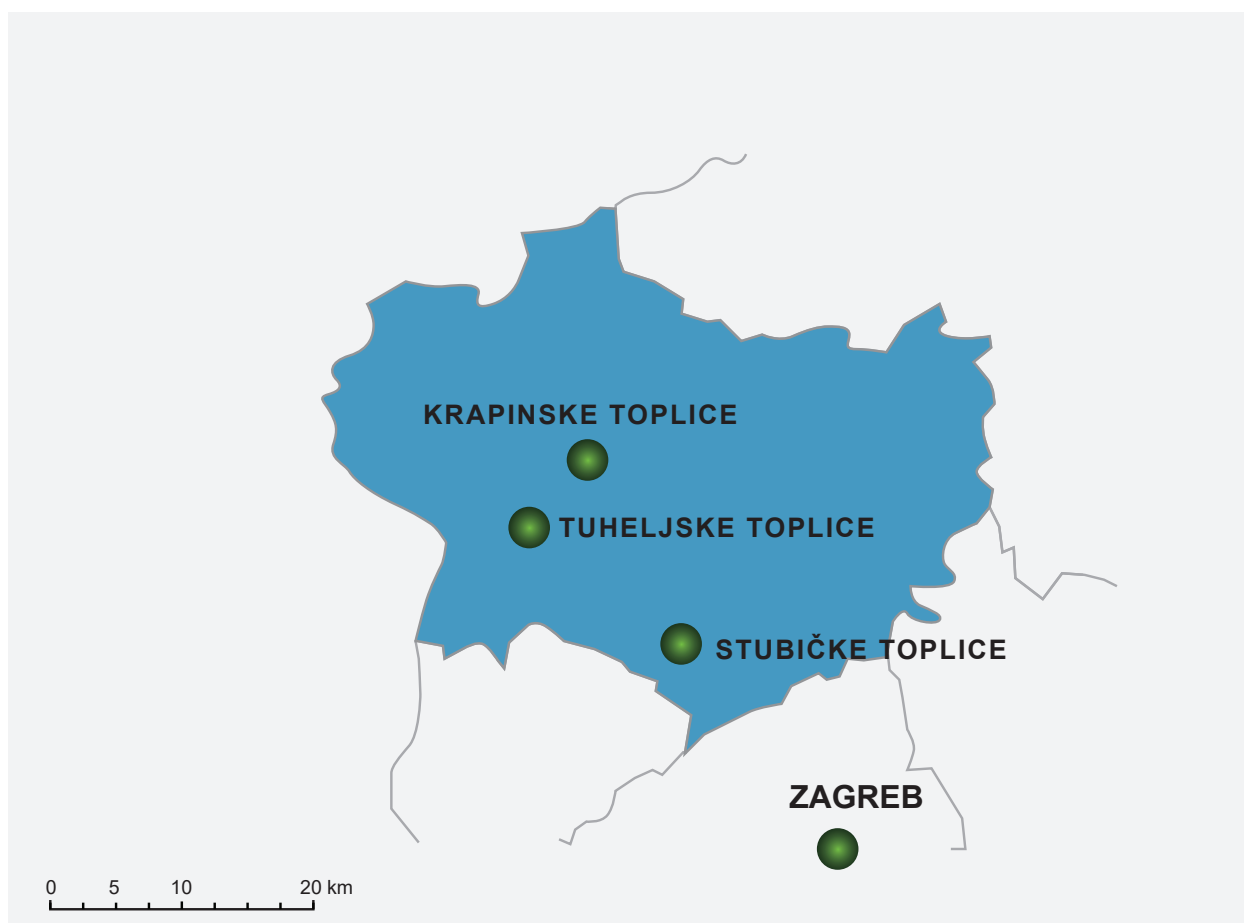 KRAPINSKE TOPLICE
TUHELJSKE TOPLICE
STUBIČKE TOPLICE
ZAGREB
0 5 10 20 km